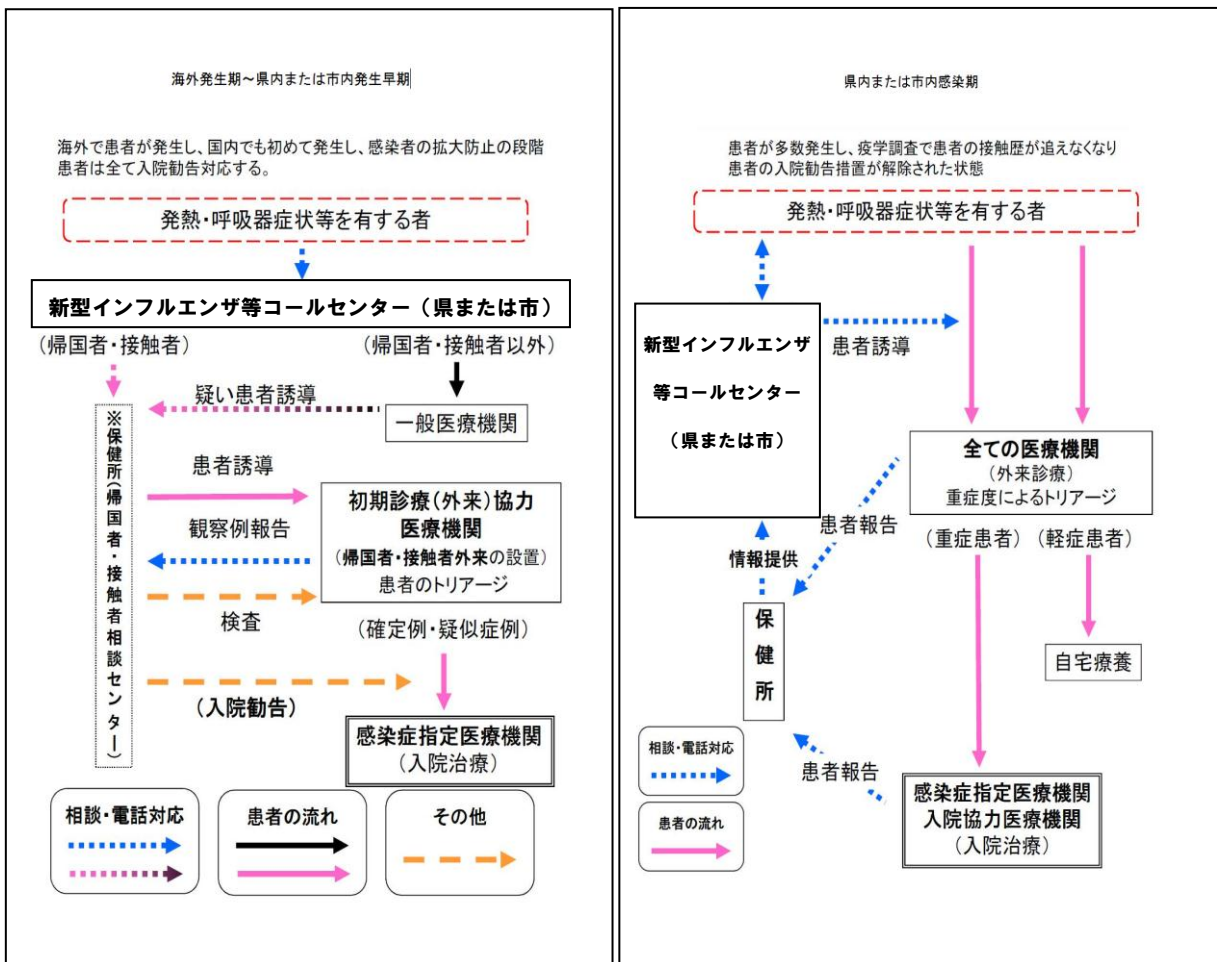 海外発生期～県内または市内発生早期
海外で患者が発生し、国内でも初めて発生し、感染者の拡大防止の段階
患者は全て入院勧告対応する。
発熱・呼吸器症状等を有する者
新型インフルエンザ等コールセンター（県または市）
(帰国者・接触者)
(帰国者・接触者以外)
疑い患者誘導
一般医療機関
※保健所(帰国者・接触者相談センター)
患者誘導
初期診療(外来)協力
医療機関
(帰国者・接触者外来の設置)
患者のトリアージ
観察例報告
検査
(確定例・疑似症例)
(入院勧告)
感染症指定医療機関
(入院治療)
相談・電話対応
患者の流れ
その他
県内または市内感染期
患者が多数発生し、疫学調査で患者の接触歴が追えなくなり
患者の入院勧告措置が解除された状態
発熱・呼吸器症状等を有する者
新型インフルエンザ
等コールセンター
（県または市）
患者誘導
全ての医療機関
(外来診療)
重症度によるトリアージ
患者報告
(重症患者)
(軽症患者)
情報提供
保健所
自宅療養
相談・電話対応
患者の流れ
患者報告
感染症指定医療機関
入院協力医療機関
(入院治療)